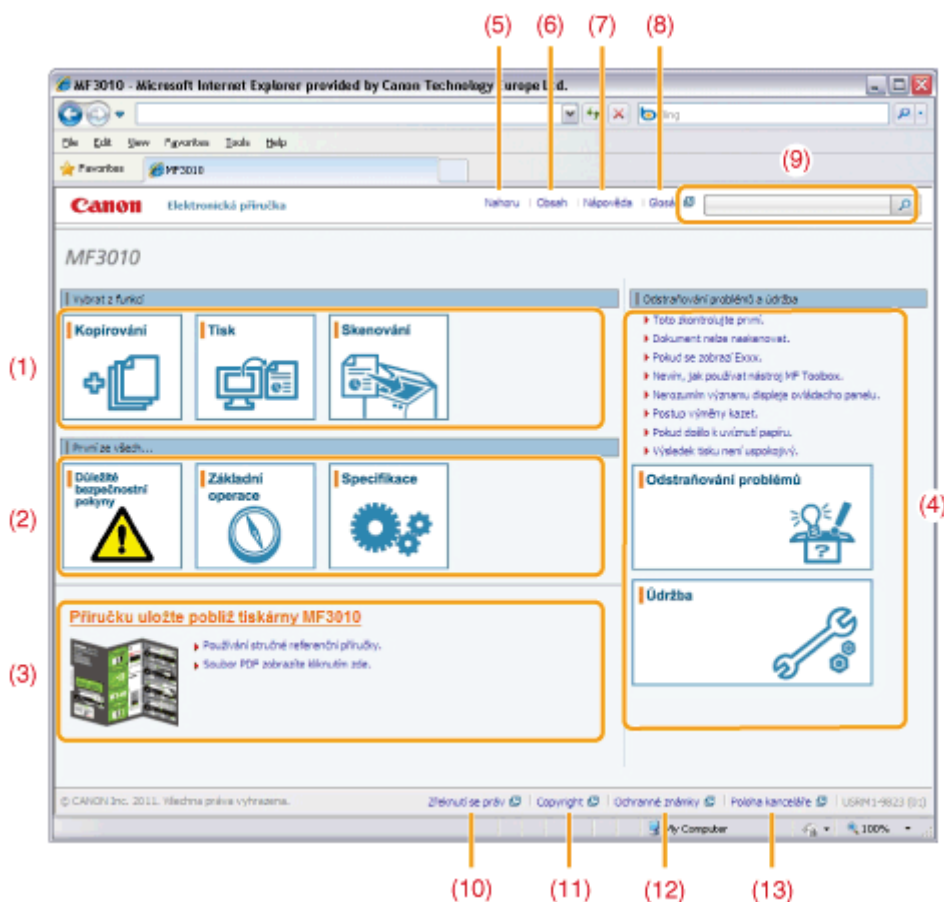 (5) (6) (7) (8)
MF3010 - Microsoft Internet Explorer provided by Canon Technology Europe Ltd.
File Edit View Favorites Tools Help
Favorites MF3010
(9)
Canon Elektronická příručka Nahoru Obsah Nápověda
MF3010
Vybrat z funkcí
Kopírování Tisk Skenování
(1)
První ze všech...
Důležité bezpečnostní pokyny
Základní operace
Specifikace
(2)
Příručku uložte poblíž tiskárny MF3010
Používání stručné referenční příručky.
Soubor PDF zobrazíte kliknutím zde.
(3)
Odstraňování problémů a údržba
Toto zkontrolujte první.
Dokument nelze naskenovat.
Pokud se zobrazí Exxx.
Nevím, jak používat nástroj MF Toolbox.
Nerozumím významu displeje ovládacího panelu.
Postup výměny kazet.
Pokud došlo k uvíznutí papíru.
Výsledek tisku není uspokojivý.
Odstraňování problémů
?
(4)
Údržba
© CANON Inc. 2011. Všechna práva vyhrazena. Zřeknutí se práv Copyright Ochranné známky Poloha kanceláře USRM1-9823 (01)
My Computer 100%
(10) (11) (12) (13)